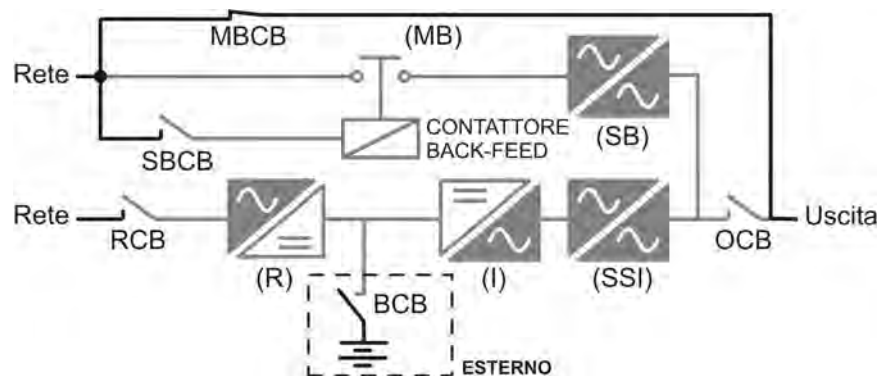 MBCB
(MB)
Rete
CONTATTORE
BACK-FEED
(SB)
SBCB
Rete
RCB
(R)
(I)
(SSI)
OCB
Uscita
BCB
ESTERNO